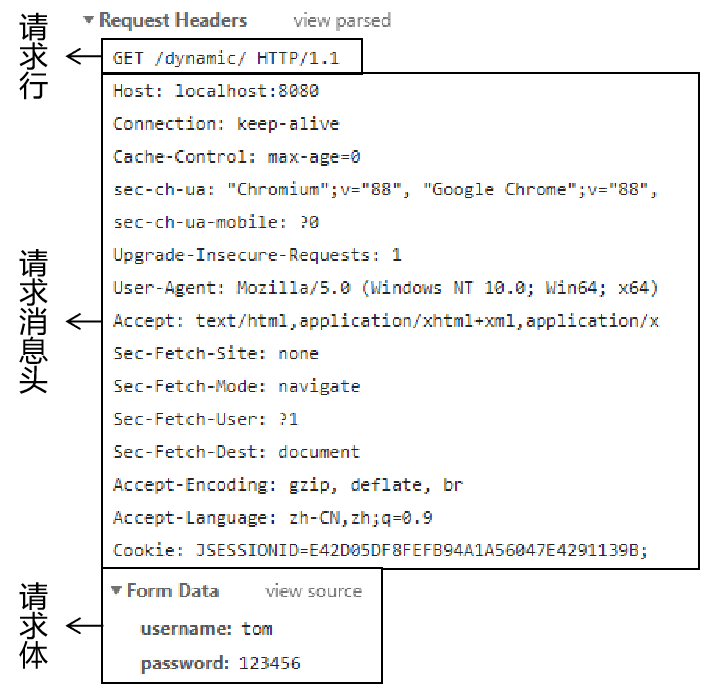 Request Headers view parsed
请求行
GET /dynamic/ HTTP/1.1
Host: localhost:8080
Connection: keep-alive
Cache-Control: max-age=0
sec-ch-ua: "Chromium";v="88", "Google Chrome";v="88",
sec-ch-ua-mobile: ?0
Upgrade-Insecure-Requests: 1
User-Agent: Mozilla/5.0 (Windows NT 10.0; Win64; x64)
请求消息头
Accept: text/html,application/xhtml+xml,application/x
Sec-Fetch-Site: none
Sec-Fetch-Mode: navigate
Sec-Fetch-User: ?1
Sec-Fetch-Dest: document
Accept-Encoding: gzip, deflate, br
Accept-Language: zh-CN,zh;q=0.9
Cookie: JSESSIONID=E42D05DF8FEFB94A1A56047E4291139B;
请求体
Form Data view source
username: tom
password: 123456